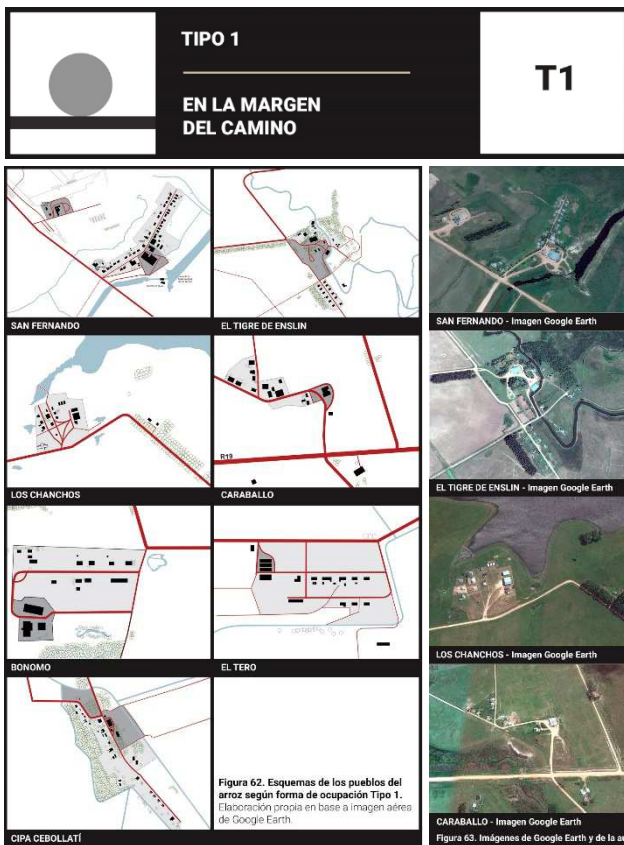 TIPO 1
EN LA MARGEN
DEL CAMINO
T1
SAN FERNANDO
EL TIGRE DE ENSLIN
SAN FERNANDO - Imagen Google Earth
LOS CHANCHOS
R19
CARABALLO
EL TIGRE DE ENSLIN - Imagen Google Earth
BONOMO
EL TERO
LOS CHANCHOS - Imagen Google Earth
CIPA CEBOLLATÍ
Figura 62. Esquemas de los pueblos del
arroz según forma de ocupación Tipo 1.
Elaboración propia en base a imagen aérea
de Google Earth.
CARABALLO - Imagen Google Earth
Figura 63. Imágenes de Google Earth y de la